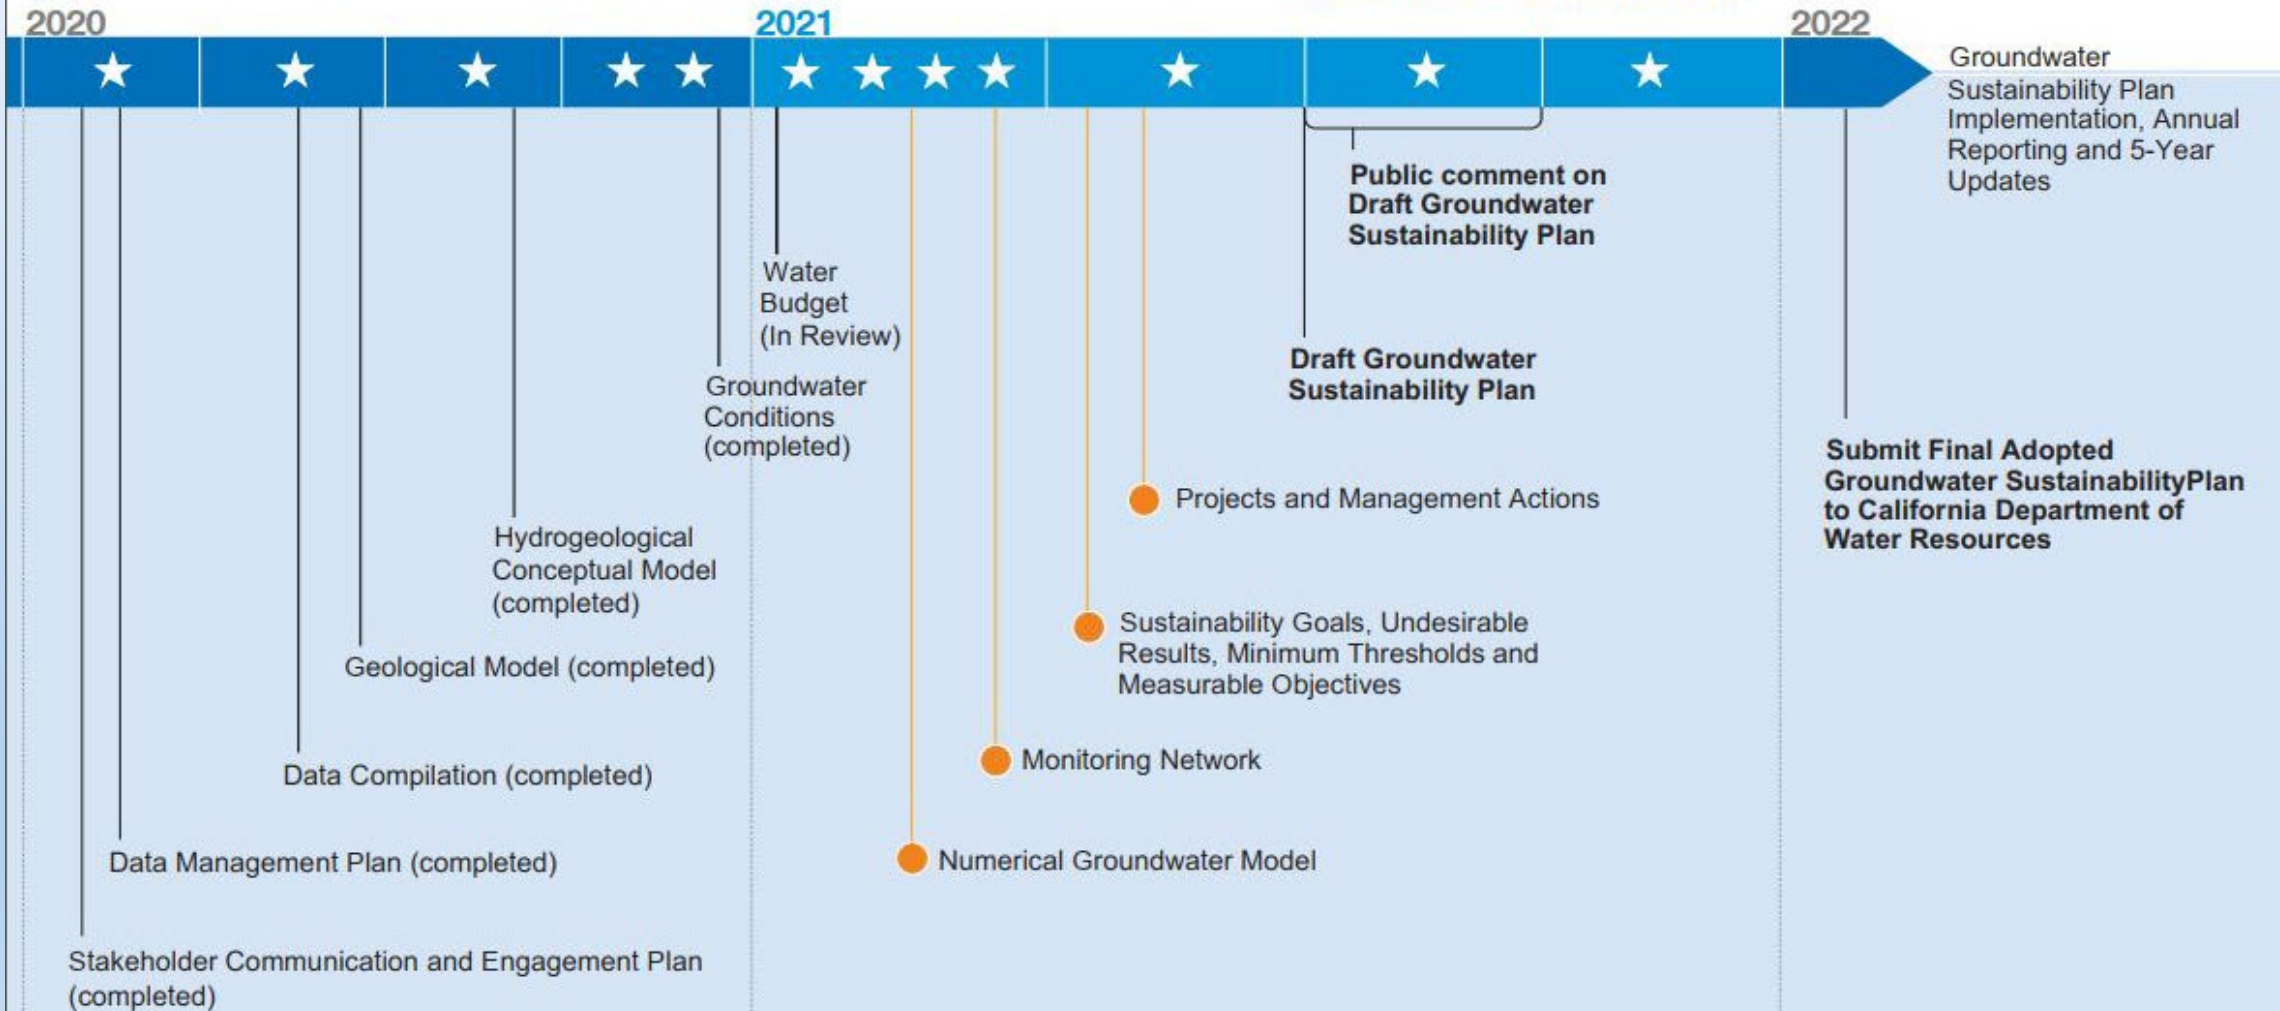 2020
2021
2022
Groundwater
Sustainability Plan
Implementation, Annual
Reporting and 5-Year
Updates
Public comment on
Draft Groundwater
Sustainability Plan
Water
Budget
(In Review)
Draft Groundwater
Sustainability Plan
Groundwater
Conditions
(completed)
Submit Final Adopted
Groundwater SustainabilityPlan
to California Department of
Water Resources
Projects and Management Actions
Hydrogeological
Conceptual Model
(completed)
Sustainability Goals, Undesirable
Results, Minimum Thresholds and
Measurable Objectives
Geological Model (completed)
Monitoring Network
Data Compilation (completed)
Numerical Groundwater Model
Data Management Plan (completed)
Stakeholder Communication and Engagement Plan
(completed)